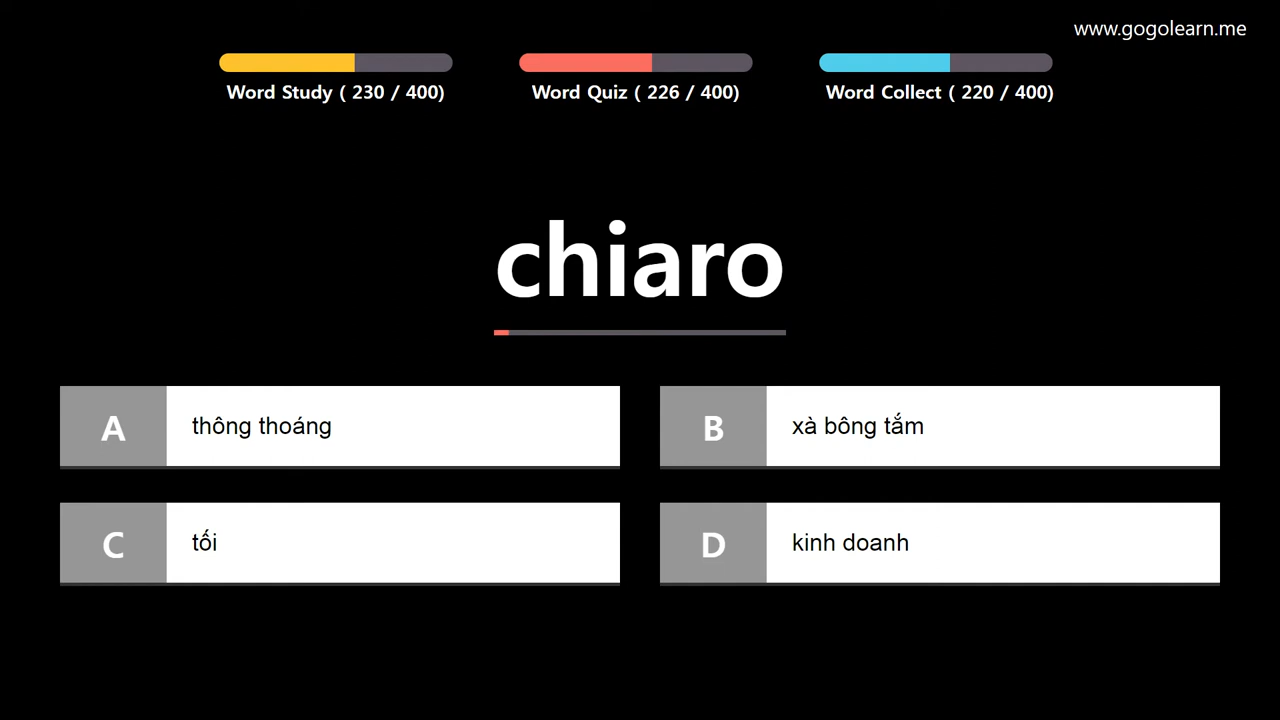 www.gogolearn.me
Word Study ( 230 / 400)
Word Quiz ( 226 / 400)
Word Collect ( 220 / 400)
chiaro
A thông thoáng
B xà bông tắm
C tối
D kinh doanh